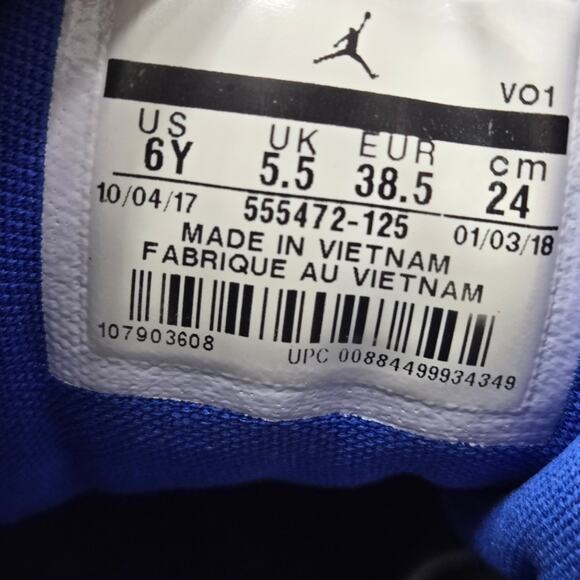 VO1
US UK EUR cm
6Y 5.5 38.5 24
10/04/17 555472-125 01/03/18
MADE IN VIETNAM
FABRIQUE AU VIETNAM
107903608 UPC 00884499934349